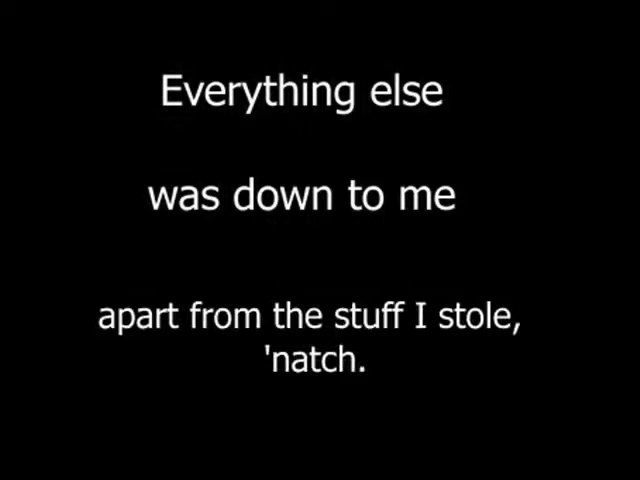 Everything else
was down to me
apart from the stuff I stole,
'natch.